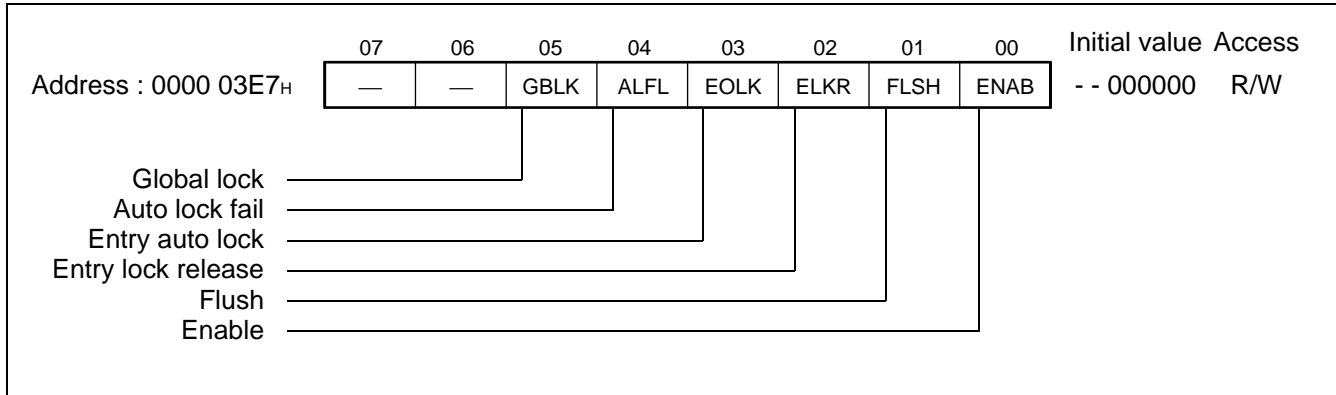 07 06 05 04 03 02 01 00 Initial value Access
Address : 0000 03E7H — — GBLK ALFL EOLK ELKR FLSH ENAB - - 000000 R/W
Global lock
Auto lock fail
Entry auto lock
Entry lock release
Flush
Enable